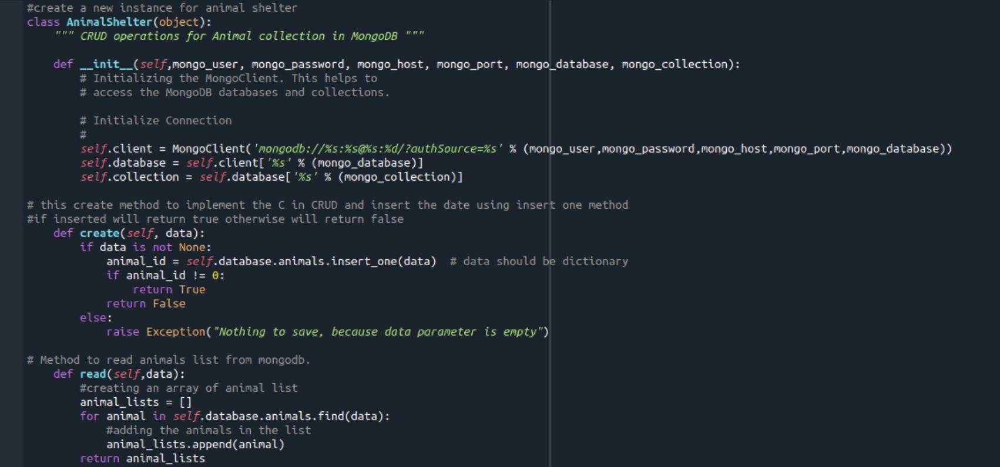 #create a new instance for animal shelter
class AnimalShelter(object):
    """ CRUD operations for Animal collection in MongoDB """

    def __init__(self,mongo_user, mongo_password, mongo_host, mongo_port, mongo_database, mongo_collection):
        # Initializing the MongoClient. This helps to
        # access the MongoDB databases and collections.

        # Initialize Connection
        #
        self.client = MongoClient('mongodb://%s:%s@%s:%d/?authSource=%s' % (mongo_user,mongo_password,mongo_host,mongo_port,mongo_database))
        self.database = self.client['%s' % (mongo_database)]
        self.collection = self.database['%s' % (mongo_collection)]

# this create method to implement the C in CRUD and insert the date using insert one method
#if inserted will return true otherwise will return false
    def create(self, data):
        if data is not None:
            animal_id = self.database.animals.insert_one(data)  # data should be dictionary
            if animal_id != 0:
                return True
            return False
        else:
            raise Exception("Nothing to save, because data parameter is empty")

# Method to read animals list from mongodb.
    def read(self,data):
        #creating an array of animal list
        animal_lists = []
        for animal in self.database.animals.find(data):
            #adding the animals in the list
            animal_lists.append(animal)
        return animal_lists